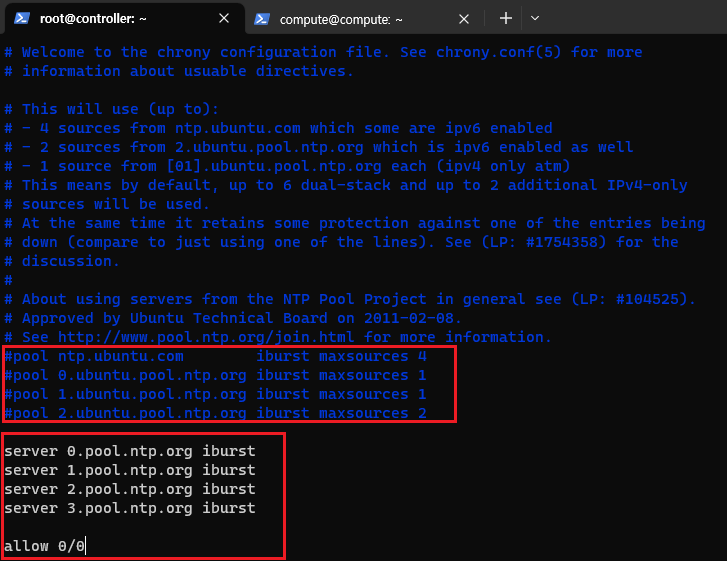 root@controller: ~
compute@compute: ~
# Welcome to the chrony configuration file. See chrony.conf(5) for more
# information about usuable directives.
# This will use (up to):
# - 4 sources from ntp.ubuntu.com which some are ipv6 enabled
# - 2 sources from 2.ubuntu.pool.ntp.org which is ipv6 enabled as well
# - 1 source from [01].ubuntu.pool.ntp.org each (ipv4 only atm)
# This means by default, up to 6 dual-stack and up to 2 additional IPv4-only
# sources will be used.
# At the same time it retains some protection against one of the entries being
# down (compare to just using one of the lines). See (LP: #1754358) for the
# discussion.
#
# About using servers from the NTP Pool Project in general see (LP: #104525).
# Approved by Ubuntu Technical Board on 2011-02-08.
# See http://www.pool.ntp.org/join.html for more information.
#pool ntp.ubuntu.com        iburst maxsources 4
#pool 0.ubuntu.pool.ntp.org iburst maxsources 1
#pool 1.ubuntu.pool.ntp.org iburst maxsources 1
#pool 2.ubuntu.pool.ntp.org iburst maxsources 2
server 0.pool.ntp.org iburst
server 1.pool.ntp.org iburst
server 2.pool.ntp.org iburst
server 3.pool.ntp.org iburst
allow 0/0